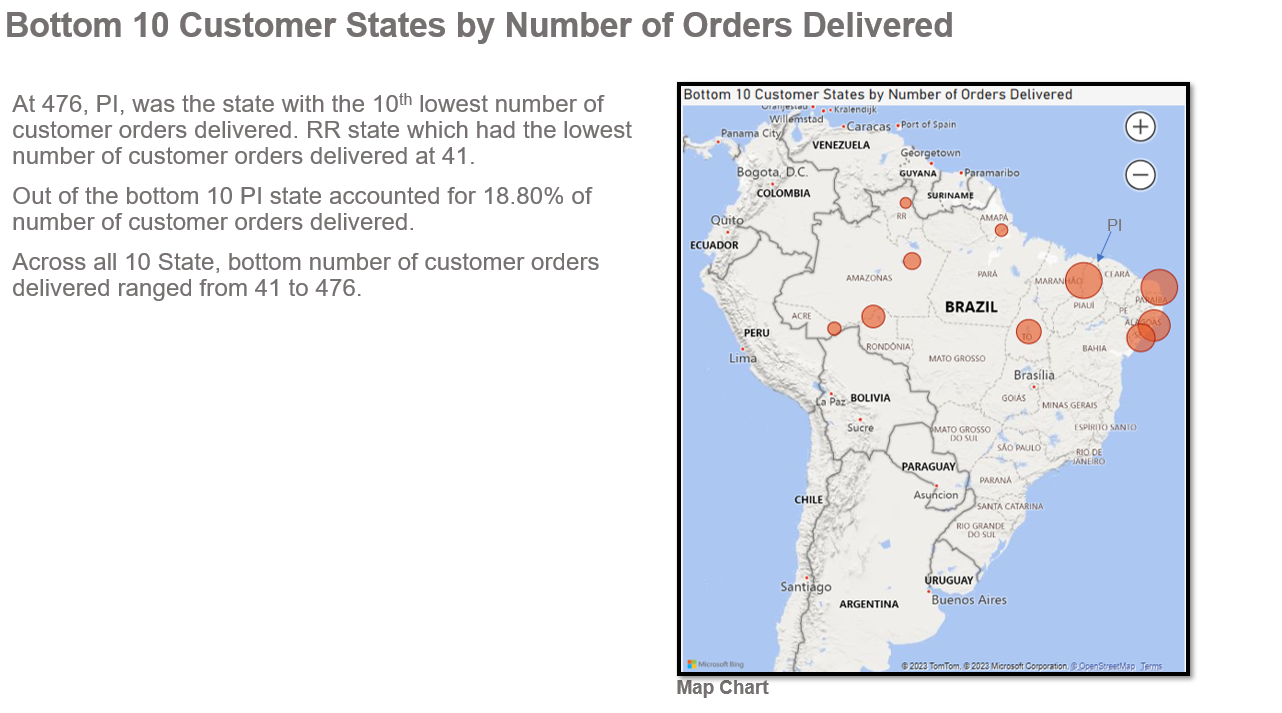 Bottom 10 Customer States by Number of Orders Delivered
At 476, PI, was the state with the 10th lowest number of
customer orders delivered. RR state which had the lowest
number of customer orders delivered at 41.
Out of the bottom 10 PI state accounted for 18.80% of
number of customer orders delivered.
Across all 10 State, bottom number of customer orders
delivered ranged from 41 to 476.
Bottom 10 Customer States by Number of Orders Delivered
Oranjestad
Kralendijk
Willemstad
Caracas
Port of Spain
Panama City
VENEZUELA
Georgetown
Bogota, D.C.
GUYANA
Paramaribo
COLOMBIA
SURINAME
RR
AMAPÁ
Quito
PI
ECUADOR
AMAZONAS
PARÁ
MARANHÃO
CEARÁ
PARAÍBA
PIAUÍ
BRAZIL
PE
ACRE
ALAGOAS
PERU
TO
RONDÔNIA
BAHIA
Lima
MATO GROSSO
Brasília
La Paz
BOLIVIA
GOIÁS
MINAS GERAIS
Sucre
MATO GROSSO
DO SUL
ESPÍRITO SANTO
SÃO PAULO
RIO DE
JANEIRO
PARAGUAY
PARANÁ
Asuncion
CHILE
SANTA CATARINA
RIO GRANDE
DO SUL
Santiago
URUGUAY
ARGENTINA
Buenos Aires
Microsoft Bing
© 2023 TomTom, © 2023 Microsoft Corporation, © OpenStreetMap Terms
Map Chart